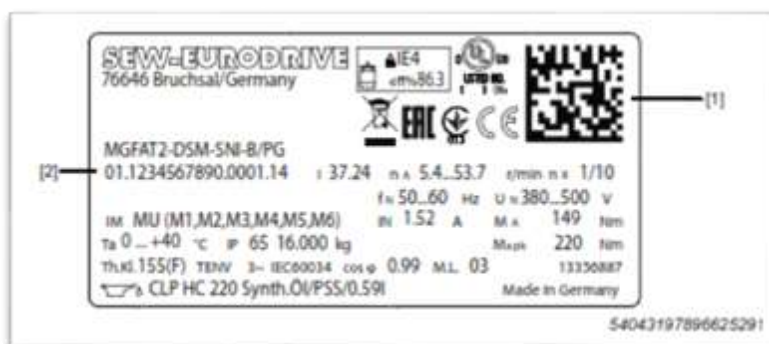 SEW-EURODRIVE
76646 Bruchsal/Germany
IE4
86.3
[1]
EAC CE
MGFAT2-DSM-SNI-B/PG
[2] 01.1234567890.0001.14 i 37.24 nA 5.4...53.7 r/min nR 1/10
fN 50...60 Hz UN 380...500 V
IM MU (M1,M2,M3,M4,M5,M6) IN 1.52 A MA 149 Nm
Ta 0...+40 °C IP 65 16.000 kg MApk 220 Nm
Th.Kl. 155(F) TENV 3~ IEC60034 cos φ 0.99 M.L. 03 13356887
CLP HC 220 Synth.Öl/PSS/0.59l Made in Germany
54043197896625291